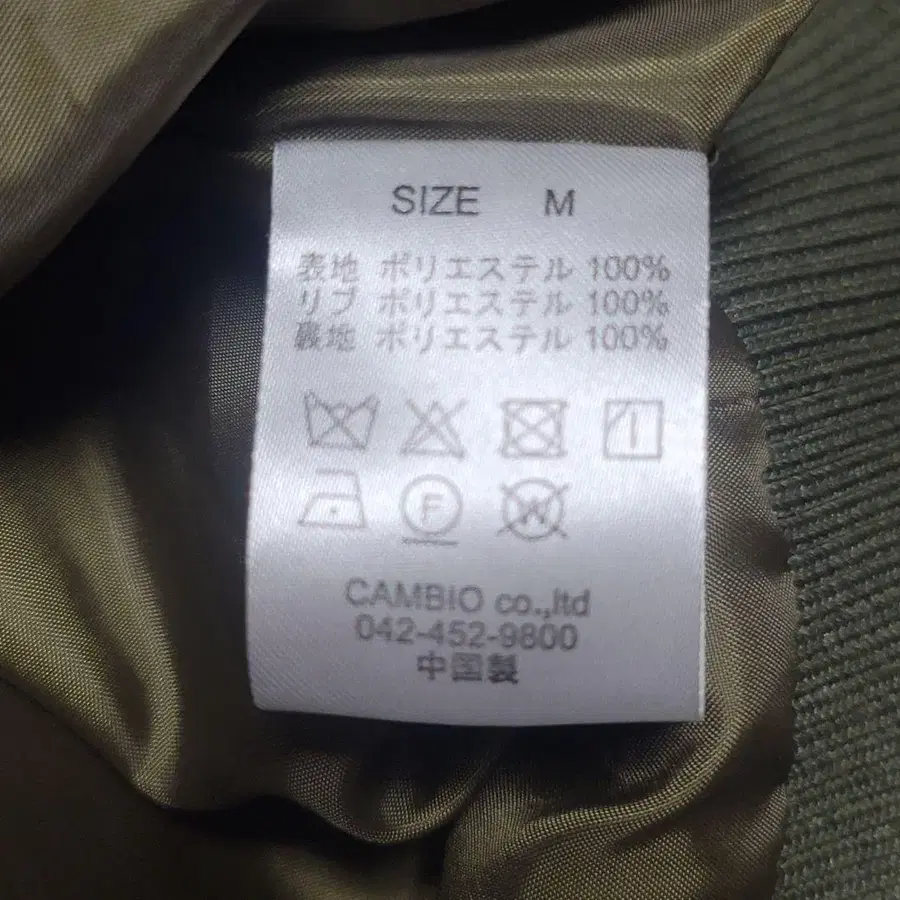 SIZE M
表地 ポリエステル 100%
リブ ポリエステル 100%
裏地 ポリエステル 100%
F
W
CAMBIO co.,ltd
042-452-9800
中国製